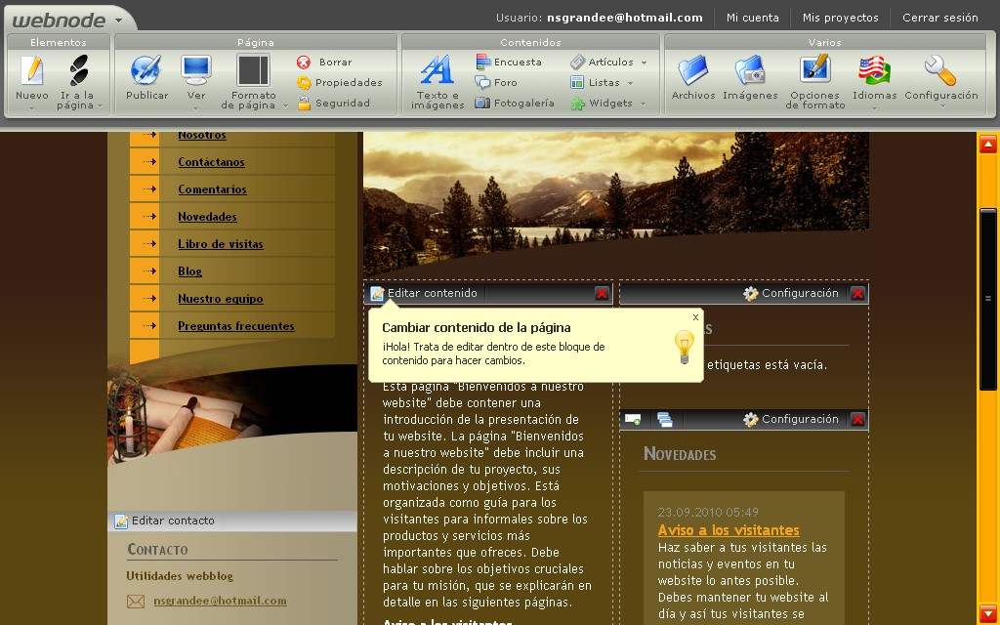 webnode
Usuario: nsgrandee@hotmail.com
Mi cuenta
Mis proyectos
Cerrar sesión
Elementos
Página
Contenidos
Varios
Nuevo
Ir a la
página
Publicar
Ver
Formato
de página
Borrar
Propiedades
Seguridad
Texto e
imágenes
Encuesta
Foro
Fotogalería
Artículos
Listas
Widgets
Archivos
Imágenes
Opciones
de formato
Idiomas
Configuración
Nosotros
Contáctanos
Comentarios
Novedades
Libro de visitas
Blog
Nuestro equipo
Preguntas frecuentes
Editar contacto
Contacto
Utilidades webblog
nsgrandee@hotmail.com
Editar contenido
Cambiar contenido de la página
x
¡Hola! Trata de editar dentro de este bloque de
contenido para hacer cambios.
Esta página "Bienvenidos a nuestro
website" debe contener una
introducción de la presentación de
tu website. La página "Bienvenidos
a nuestro website" debe incluir una
descripción de tu proyecto, sus
motivaciones y objetivos. Está
organizada como guía para los
visitantes para informales sobre los
productos y servicios más
importantes que ofreces. Debe
hablar sobre los objetivos cruciales
para tu misión, que se explicarán en
detalle en las siguientes páginas.
Aviso a los visitantes
Configuración
etiquetas está vacía.
Configuración
Novedades
23.09.2010 05:49
Aviso a los visitantes
Haz saber a tus visitantes las
noticias y eventos en tu
website lo antes posible.
Debes mantener tu website al
día y así tus visitantes se